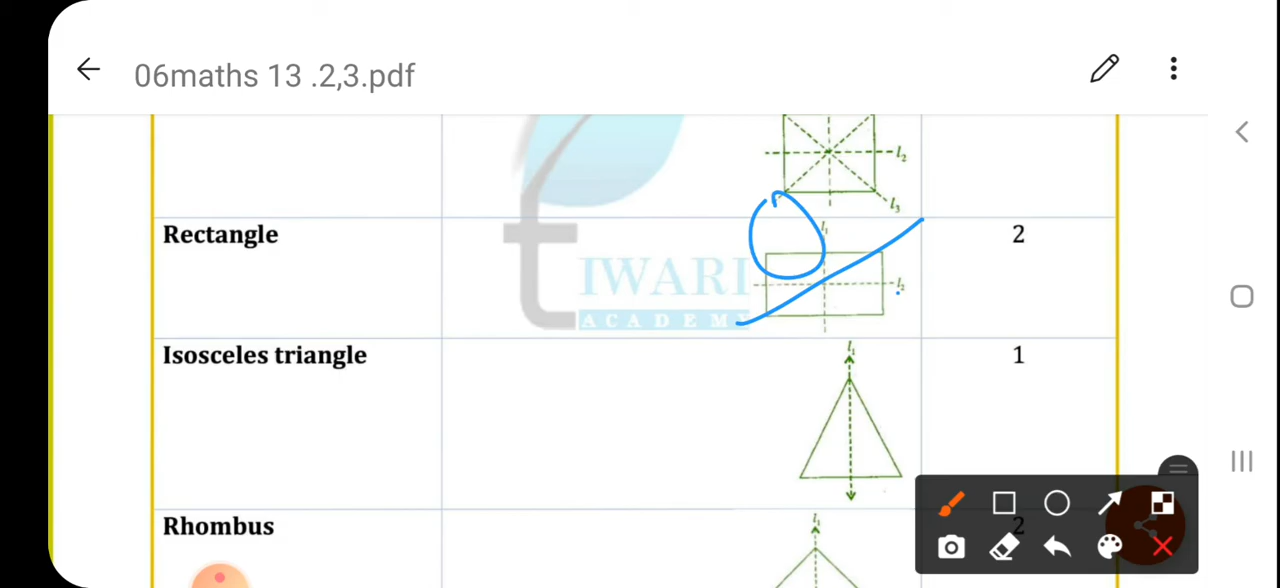 06maths 13 .2,3.pdf
l₂
l₃
Rectangle
l₁
2
IWARI
l₂
ACADEMY
Isosceles triangle
l₁
1
Rhombus
l₁
2